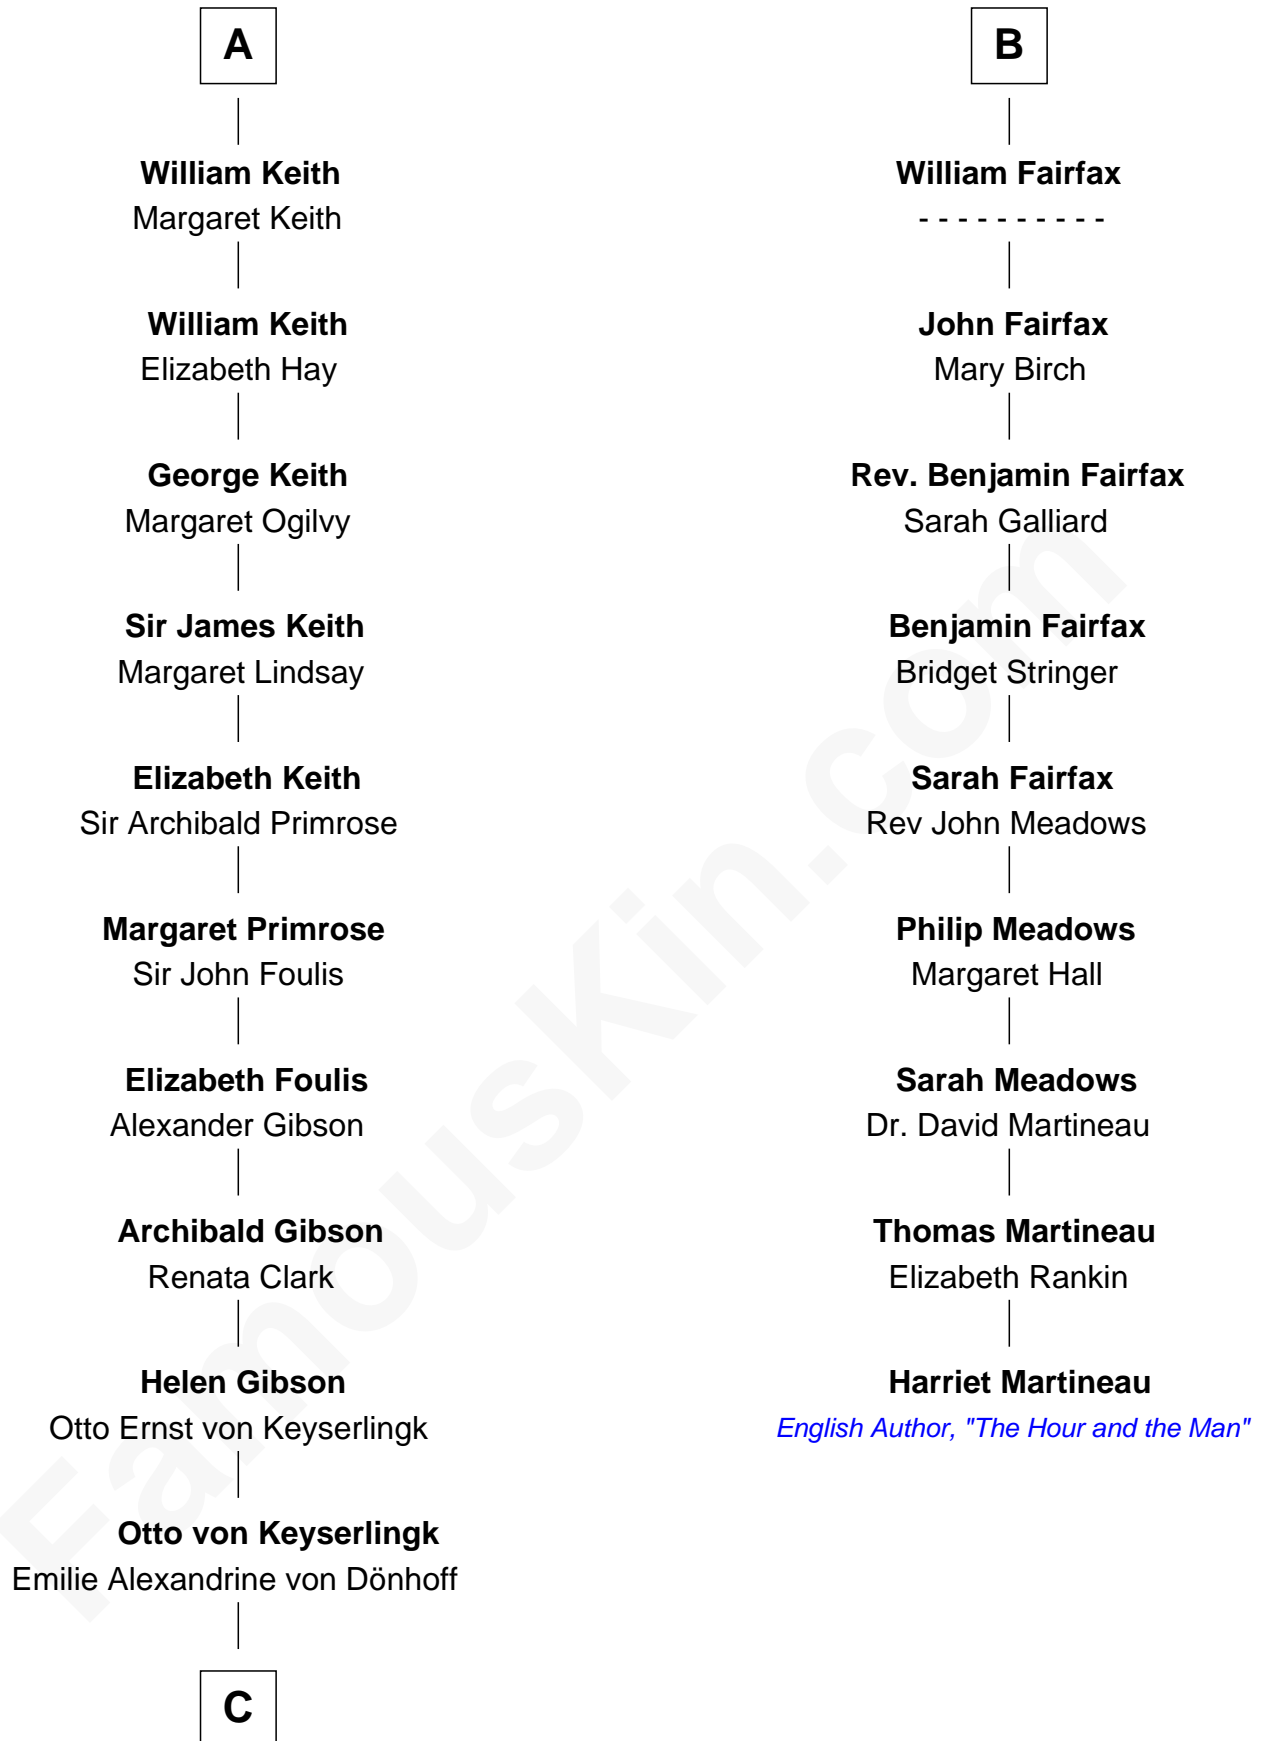 A
William Keith
Margaret Keith
William Keith
Elizabeth Hay
George Keith
Margaret Ogilvy
Sir James Keith
Margaret Lindsay
Elizabeth Keith
Sir Archibald Primrose
Margaret Primrose
Sir John Foulis
Elizabeth Foulis
Alexander Gibson
Archibald Gibson
Renata Clark
Helen Gibson
Otto Ernst von Keyserlingk
Otto von Keyserlingk
Emilie Alexandrine von Dönhoff
C
B
William Fairfax
- - - - - - - - - -
John Fairfax
Mary Birch
Rev. Benjamin Fairfax
Sarah Galliard
Benjamin Fairfax
Bridget Stringer
Sarah Fairfax
Rev John Meadows
Philip Meadows
Margaret Hall
Sarah Meadows
Dr. David Martineau
Thomas Martineau
Elizabeth Rankin
Harriet Martineau
English Author, "The Hour and the Man"
FamousKin.com